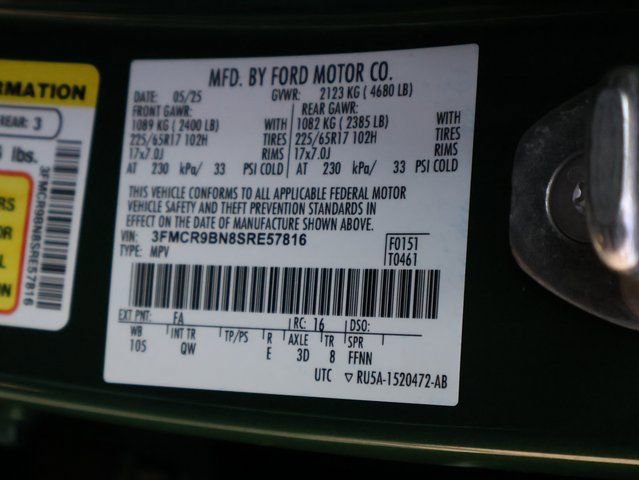 MFD. BY FORD MOTOR CO.
DATE: 05/25 GVWR: 2123 KG ( 4680 LB)
FRONT GAWR: REAR GAWR:
1089 KG ( 2400 LB) WITH 1082 KG ( 2385 LB) WITH
225/65R17 102H TIRES 225/65R17 102H TIRES
17x7.0J RIMS 17x7.0J RIMS
AT 230 kPa/ 33 PSI COLD AT 230 kPa/ 33 PSI COLD
THIS VEHICLE CONFORMS TO ALL APPLICABLE FEDERAL MOTOR
VEHICLE SAFETY AND THEFT PREVENTION STANDARDS IN
EFFECT ON THE DATE OF MANUFACTURE SHOWN ABOVE.
VIN: 3FMCR9BN8SRE57816 F0151
TYPE: MPV T0461
EXT PNT: FA RC: 16 DSO:
WB INT TR TP/PS R AXLE TR SPR
105 QW E 3D 8 FFNN
UTC ▽ RU5A-1520472-AB
ORMATION
REAR: 3
lbs.
3FMCR9BN8SRE57816